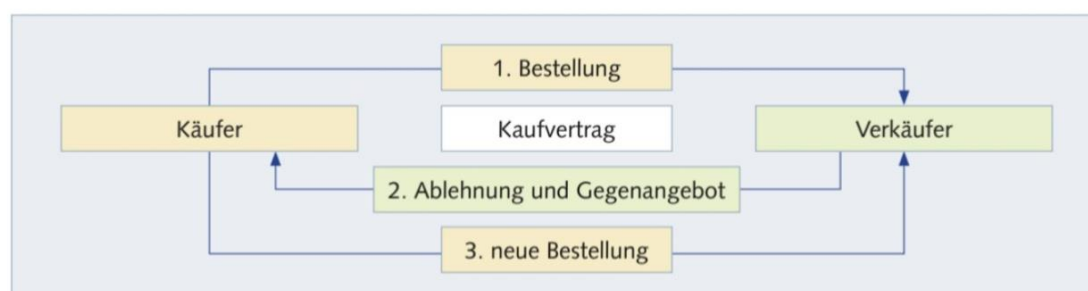 1. Bestellung
Käufer
Kaufvertrag
Verkäufer
2. Ablehnung und Gegenangebot
3. neue Bestellung